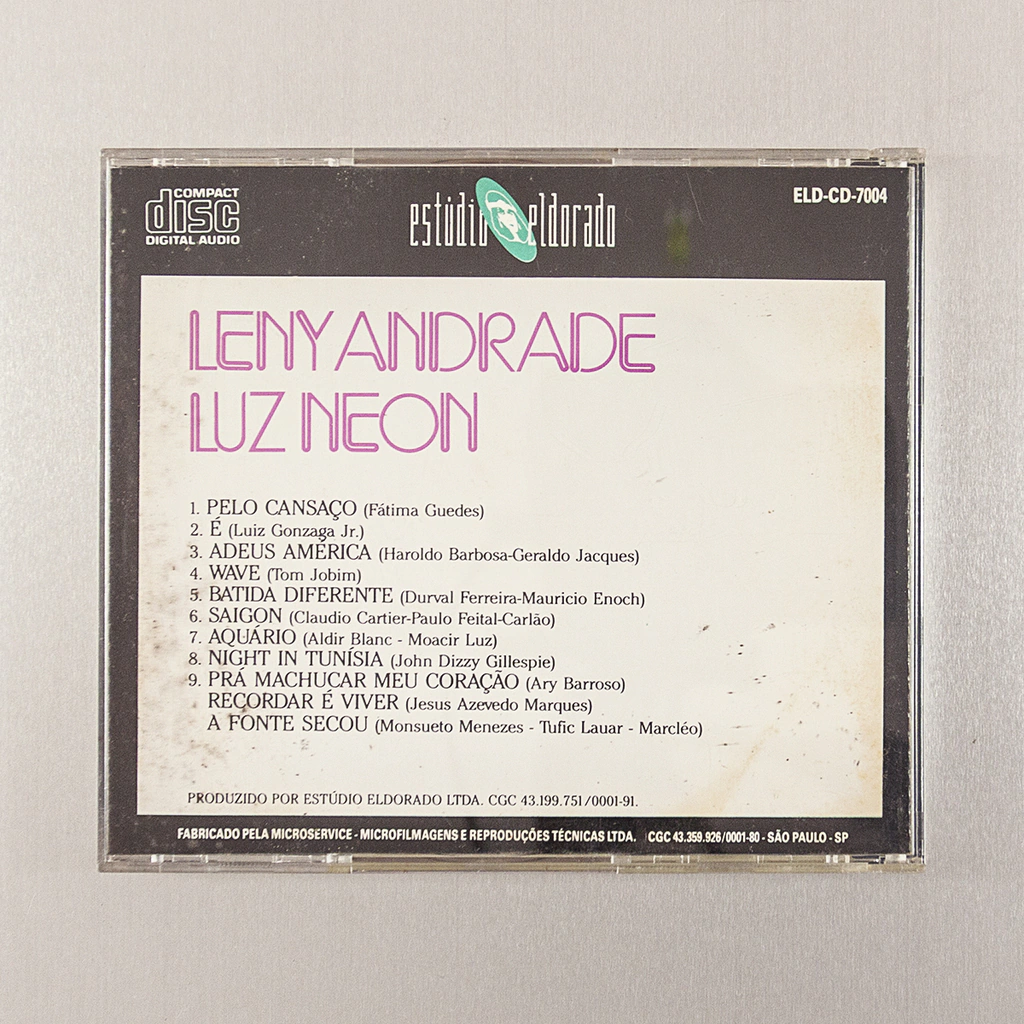 COMPACT
disc
DIGITAL AUDIO
estúdio eldorado
ELD-CD-7004
LENY ANDRADE
LUZ NEON
1. PELO CANSAÇO (Fátima Guedes)
2. É (Luiz Gonzaga Jr.)
3. ADEUS AMÉRICA (Haroldo Barbosa-Geraldo Jacques)
4. WAVE (Tom Jobim)
5. BATIDA DIFERENTE (Durval Ferreira-Mauricio Enoch)
6. SAIGON (Claudio Cartier-Paulo Feital-Carlão)
7. AQUÁRIO (Aldir Blanc - Moacir Luz)
8. NIGHT IN TUNÍSIA (John Dizzy Gillespie)
9. PRÁ MACHUCAR MEU CORAÇÃO (Ary Barroso)
RECORDAR É VIVER (Jesus Azevedo Marques)
A FONTE SECOU (Monsueto Menezes - Tufic Lauar - Marcléo)
PRODUZIDO POR ESTÚDIO ELDORADO LTDA. CGC 43.199.751/0001-91.
FABRICADO PELA MICROSERVICE - MICROFILMAGENS E REPRODUÇÕES TÉCNICAS LTDA. CGC 43.359.926/0001-80 - SÃO PAULO - SP